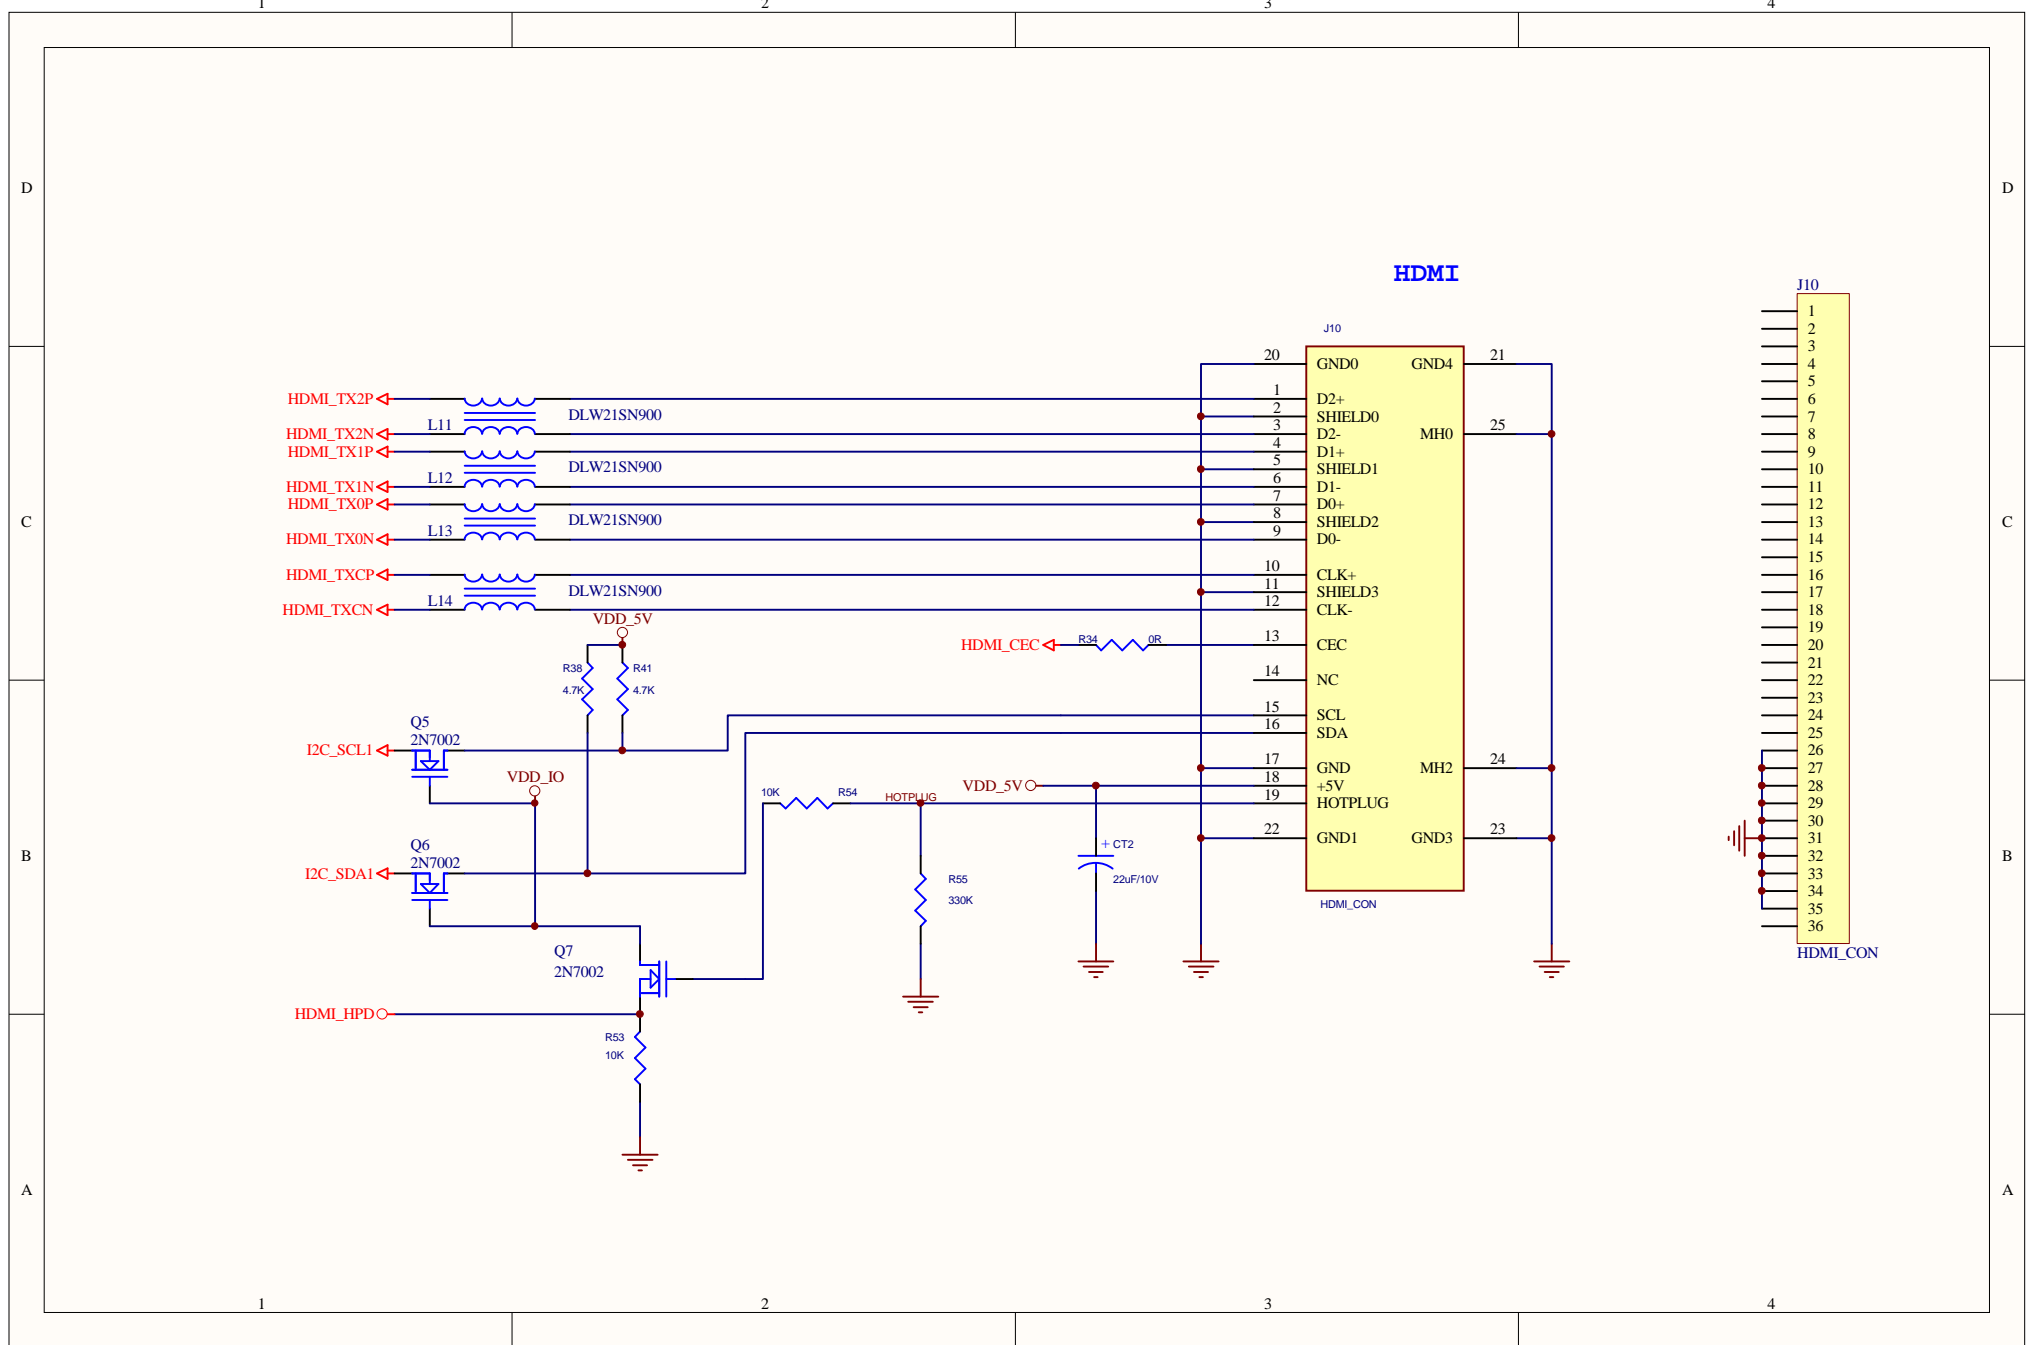 1 2 3 4
D D
HDMI
J10
J10
20 GND0 GND4 21
HDMI_TX2P 1 D2+
DLW21SN900 2 SHIELD0
L11
HDMI_TX2N 3 D2- MH0 25
HDMI_TX1P 4 D1+
DLW21SN900 5 SHIELD1
L12
HDMI_TX1N 6 D1-
HDMI_TX0P 7 D0+
C DLW21SN900 8 SHIELD2 C
L13
HDMI_TX0N 9 D0-
HDMI_TXCP 10 CLK+
DLW21SN900 11 SHIELD3
L14
HDMI_TXCN 12 CLK-
VDD_5V
HDMI_CEC R34 0R 13 CEC
R38 R41
4.7K 4.7K
14 NC
Q5
2N7002
15 SCL
16 SDA
I2C_SCL1
VDD_IO
17 GND MH2 24
VDD_5V 18 +5V
10K R54 HOTPLUG 19 HOTPLUG
22 GND1 GND3 23
Q6
2N7002
+ CT2
22uF/10V
B B
I2C_SDA1
R55
330K
HDMI_CON
Q7
2N7002
HDMI_HPD
R53
10K
1
2
3
4
5
6
7
8
9
10
11
12
13
14
15
16
17
18
19
20
21
22
23
24
25
26
27
28
29
30
31
32
33
34
35
36
HDMI_CON
A A
1 2 3 4